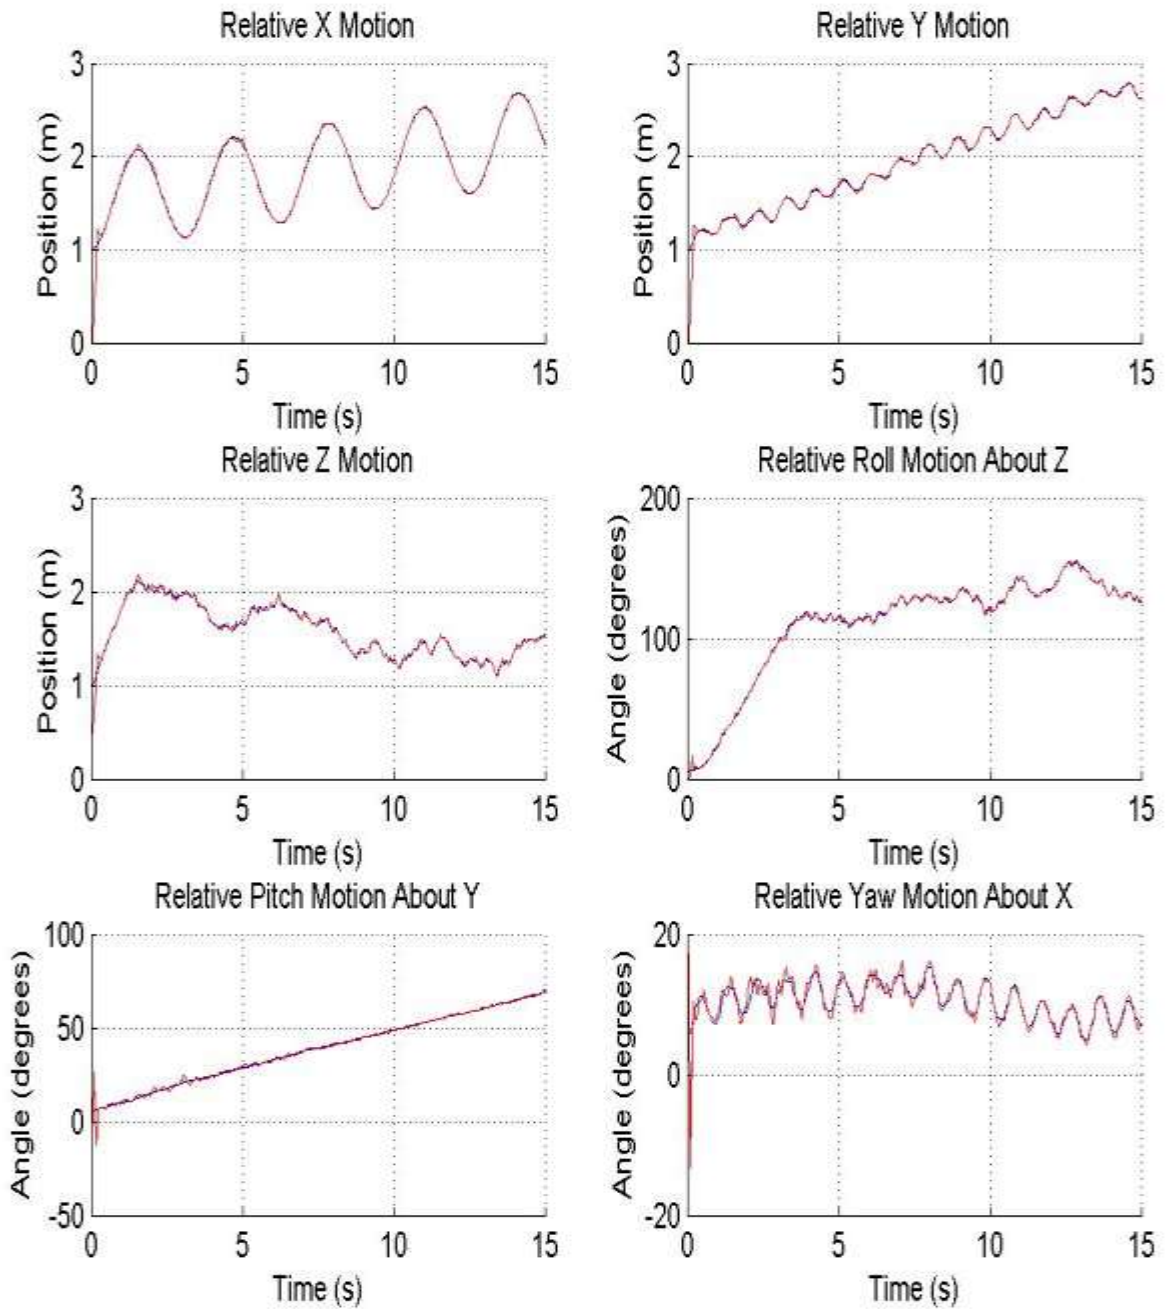 Relative X Motion
3
2
1
0
Position (m)
0 5 10 15
Time (s)
Relative Y Motion
3
2
1
0
Position (m)
0 5 10 15
Time (s)
Relative Z Motion
3
2
1
0
Position (m)
0 5 10 15
Time (s)
Relative Roll Motion About Z
200
100
0
Angle (degrees)
0 5 10 15
Time (s)
Relative Pitch Motion About Y
100
50
0
-50
Angle (degrees)
0 5 10 15
Time (s)
Relative Yaw Motion About X
20
0
-20
Angle (degrees)
0 5 10 15
Time (s)